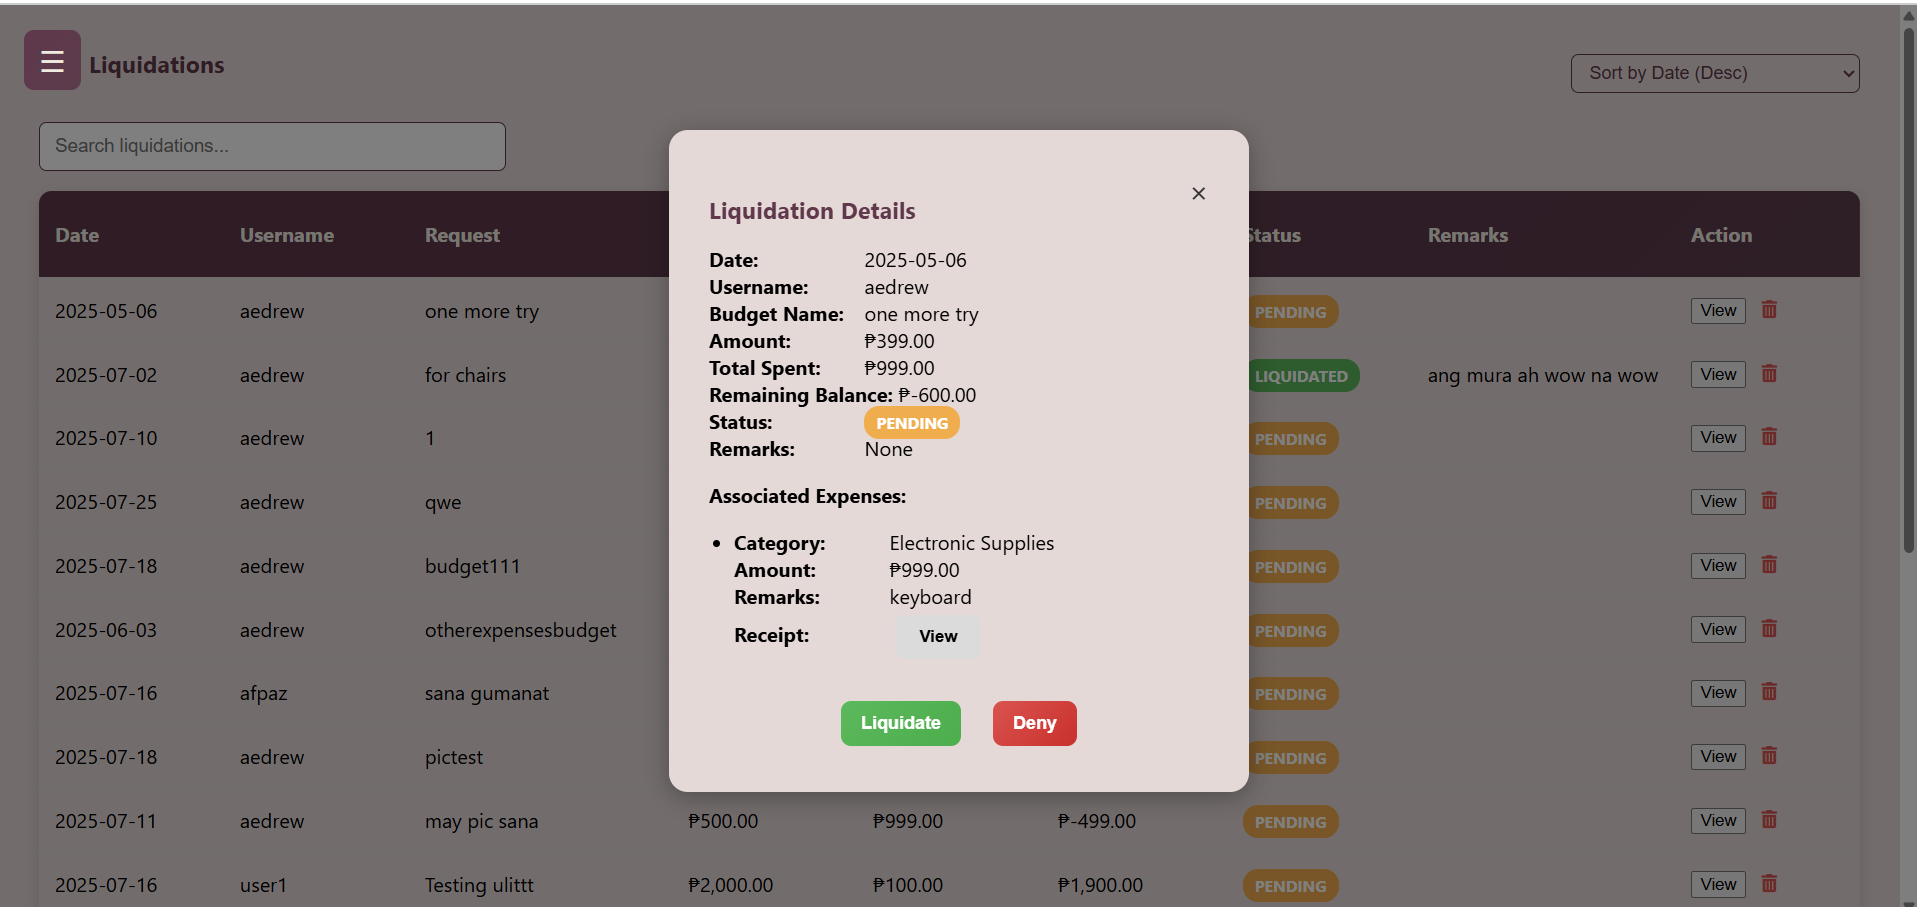 ☰ Liquidations
Sort by Date (Desc)
Search liquidations...
Date Username Request Status Remarks Action
2025-05-06 aedrew one more try PENDING View
2025-07-02 aedrew for chairs LIQUIDATED ang mura ah wow na wow View
2025-07-10 aedrew 1 PENDING View
2025-07-25 aedrew qwe PENDING View
2025-07-18 aedrew budget111 PENDING View
2025-06-03 aedrew otherexpensesbudget PENDING View
2025-07-16 afpaz sana gumanat PENDING View
2025-07-18 aedrew pictest PENDING View
2025-07-11 aedrew may pic sana ₱500.00 ₱999.00 ₱-499.00 PENDING View
2025-07-16 user1 Testing ulittt ₱2,000.00 ₱100.00 ₱1,900.00 PENDING View
×
Liquidation Details
Date: 2025-05-06
Username: aedrew
Budget Name: one more try
Amount: ₱399.00
Total Spent: ₱999.00
Remaining Balance: ₱-600.00
Status: PENDING
Remarks: None
Associated Expenses:
• Category: Electronic Supplies
Amount: ₱999.00
Remarks: keyboard
Receipt: View
Liquidate Deny